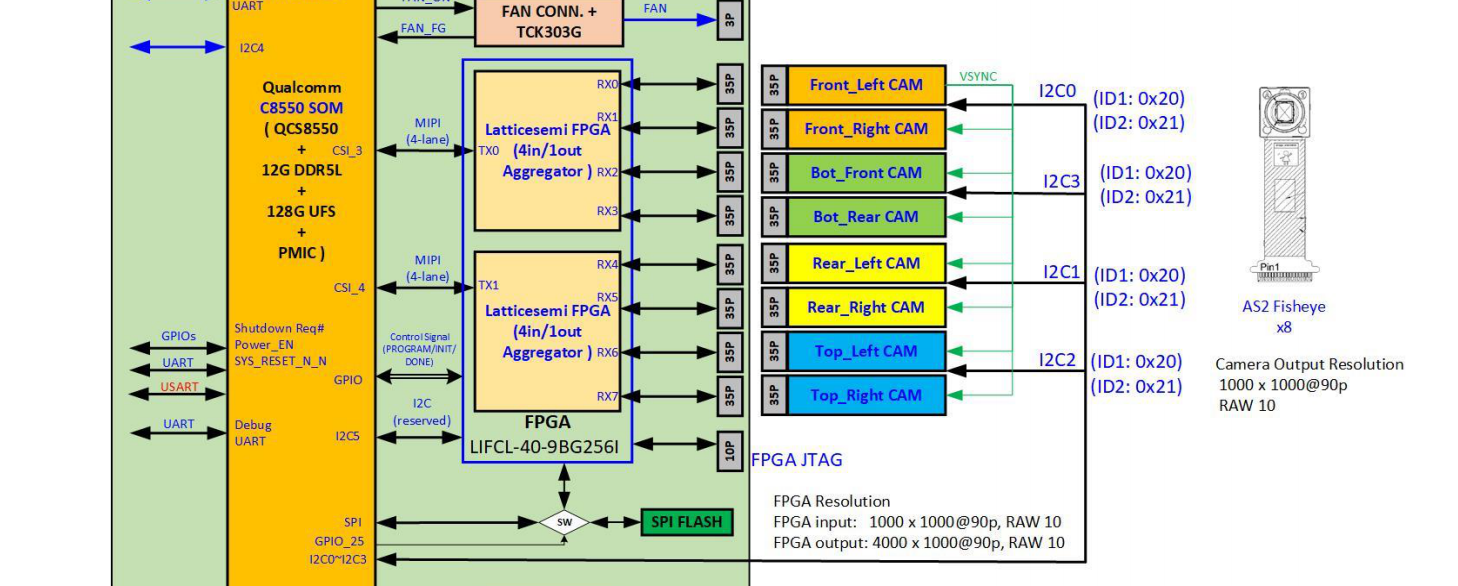 UART
FAN_FG
I2C4
FAN CONN. +
TCK303G
FAN
3P
Qualcomm
C8550 SOM
( QCS8550
+
12G DDR5L
+
128G UFS
+
PMIC )
CSI_3
MIPI
(4-lane)
TX0
Latticesemi FPGA
(4in/1out
Aggregator )
RX0
RX1
RX2
RX3
35P
35P
35P
35P
CSI_4
MIPI
(4-lane)
TX1
Latticesemi FPGA
(4in/1out
Aggregator )
RX4
RX5
RX6
RX7
35P
35P
35P
35P
35P
Front_Left CAM
35P
Front_Right CAM
35P
Bot_Front CAM
35P
Bot_Rear CAM
35P
Rear_Left CAM
35P
Rear_Right CAM
35P
Top_Left CAM
35P
Top_Right CAM
VSYNC
I2C0
(ID1: 0x20)
(ID2: 0x21)
I2C3
(ID1: 0x20)
(ID2: 0x21)
I2C1
(ID1: 0x20)
(ID2: 0x21)
I2C2
(ID1: 0x20)
(ID2: 0x21)
Pin1
AS2 Fisheye
x8
Camera Output Resolution
1000 x 1000@90p
RAW 10
GPIOs
UART
USART
UART
Shutdown Req#
Power_EN
SYS_RESET_N_N
GPIO
Control Signal
(PROGRAM/INIT/
DONE)
Debug
UART
I2C5
I2C
(reserved)
FPGA
LIFCL-40-9BG256I
10P
FPGA JTAG
SPI
GPIO_25
I2C0~I2C3
SW
SPI FLASH
FPGA Resolution
FPGA input: 1000 x 1000@90p, RAW 10
FPGA output: 4000 x 1000@90p, RAW 10